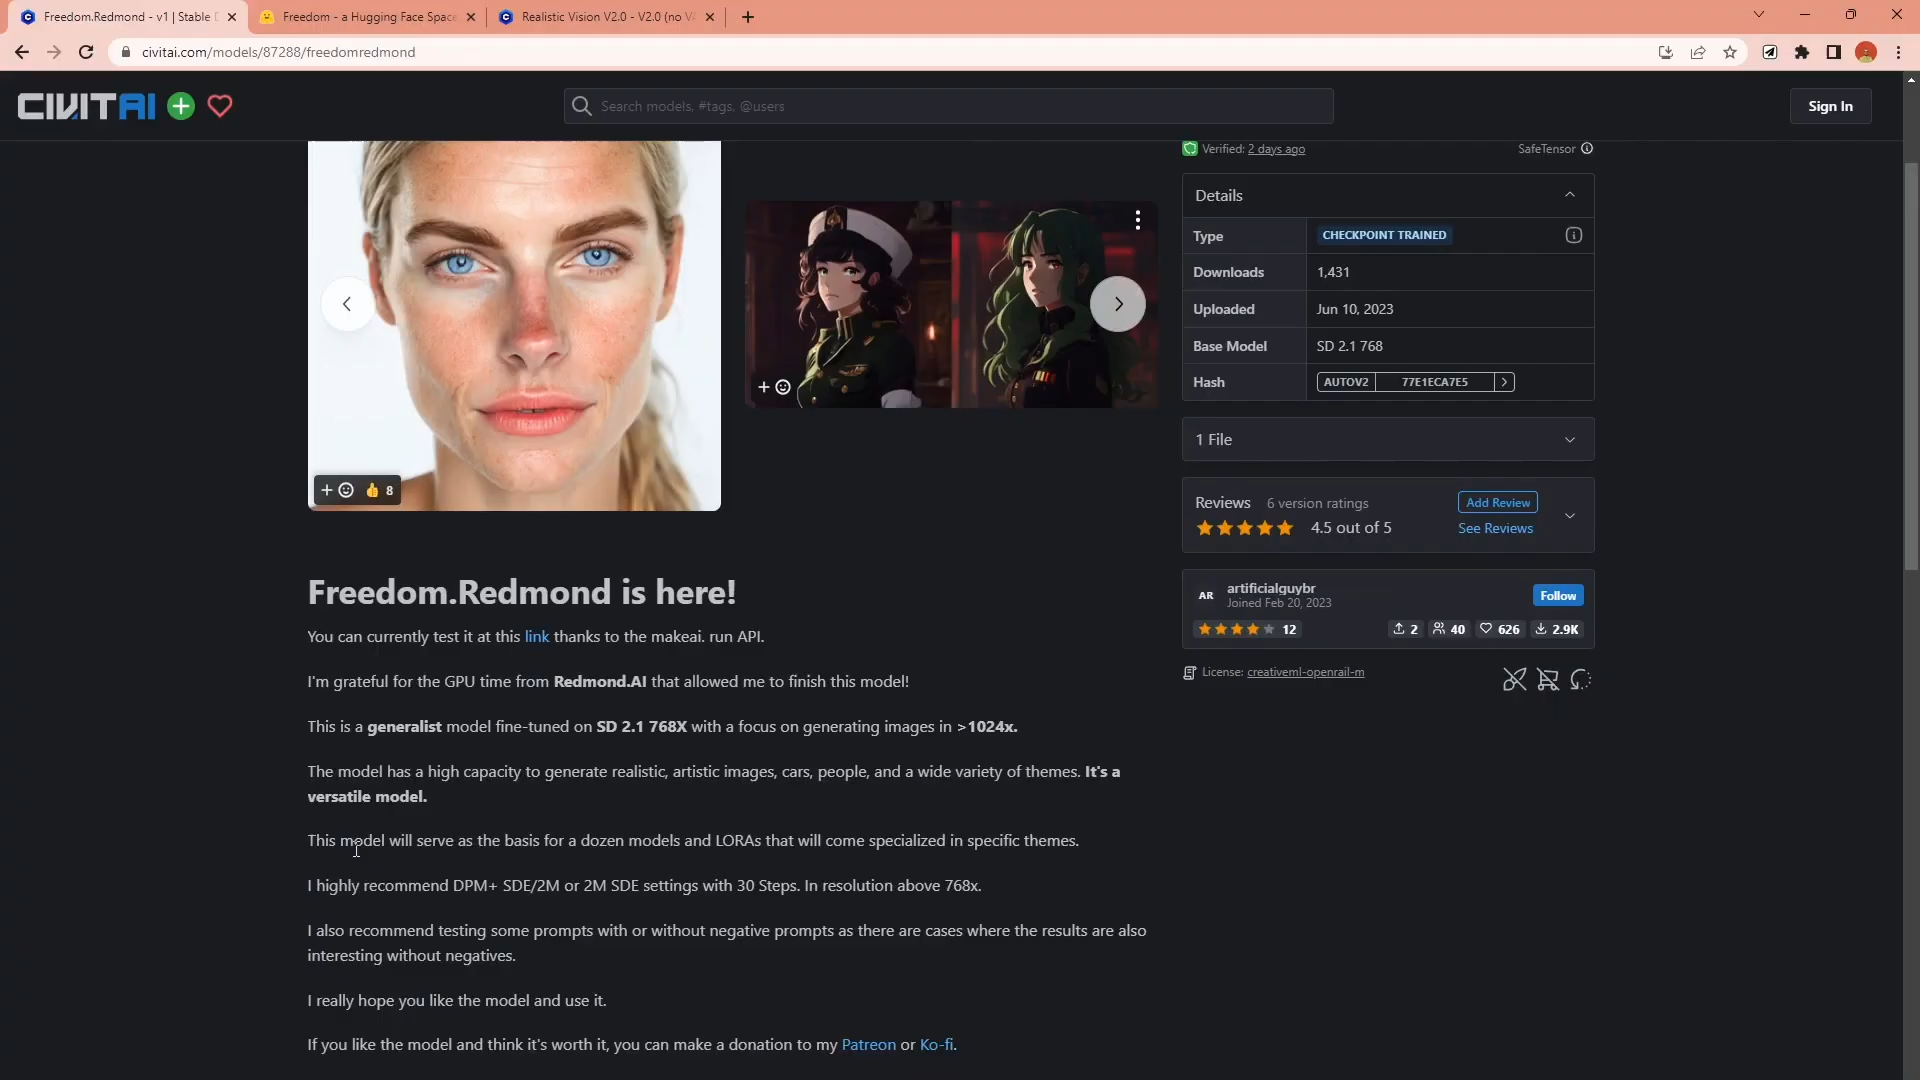 Freedom.Redmond - v1 | Stable D
Freedom - a Hugging Face Space
Realistic Vision V2.0 - V2.0 (no VA
civitai.com/models/87288/freedomredmond
CIVITAI
Search models, #tags, @users
Sign In
Verified: 2 days ago
SafeTensor
Details
Type CHECKPOINT TRAINED
Downloads 1,431
Uploaded Jun 10, 2023
Base Model SD 2.1 768
Hash AUTOV2 77E1ECA7E5
1 File
Reviews 6 version ratings Add Review
4.5 out of 5 See Reviews
8
AR artificialguybr Follow
Joined Feb 20, 2023
12 2 40 626 2.9K
License: creativeml-openrail-m
Freedom.Redmond is here!
You can currently test it at this link thanks to the makeai. run API.
I'm grateful for the GPU time from Redmond.AI that allowed me to finish this model!
This is a generalist model fine-tuned on SD 2.1 768X with a focus on generating images in >1024x.
The model has a high capacity to generate realistic, artistic images, cars, people, and a wide variety of themes. It's a
versatile model.
This model will serve as the basis for a dozen models and LORAs that will come specialized in specific themes.
I highly recommend DPM+ SDE/2M or 2M SDE settings with 30 Steps. In resolution above 768x.
I also recommend testing some prompts with or without negative prompts as there are cases where the results are also
interesting without negatives.
I really hope you like the model and use it.
If you like the model and think it's worth it, you can make a donation to my Patreon or Ko-fi.